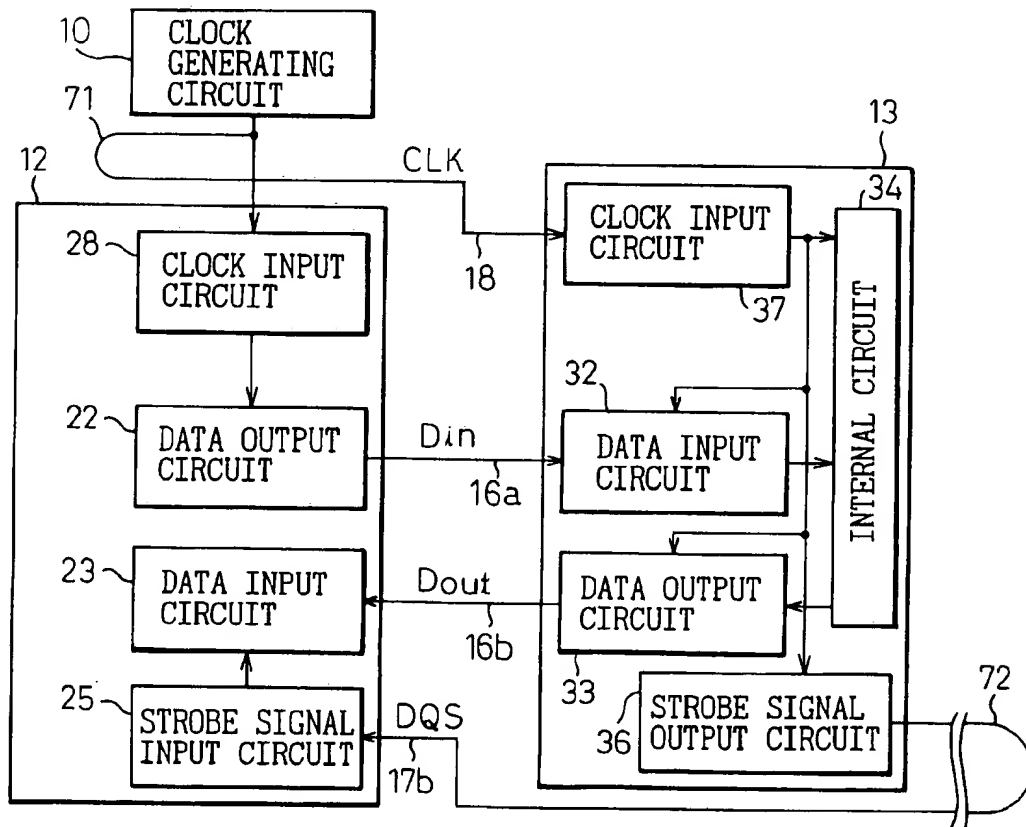 10
CLOCK
GENERATING
CIRCUIT
71
CLK
13
12
34
28
CLOCK INPUT
CIRCUIT
CLOCK INPUT
CIRCUIT
18
37
INTERNAL CIRCUIT
32
22
DATA OUTPUT
CIRCUIT
Din
16a
DATA INPUT
CIRCUIT
23
DATA INPUT
CIRCUIT
Dout
16b
DATA OUTPUT
CIRCUIT
33
25
STROBE SIGNAL
INPUT CIRCUIT
DQS
17b
36
STROBE SIGNAL
OUTPUT CIRCUIT
72